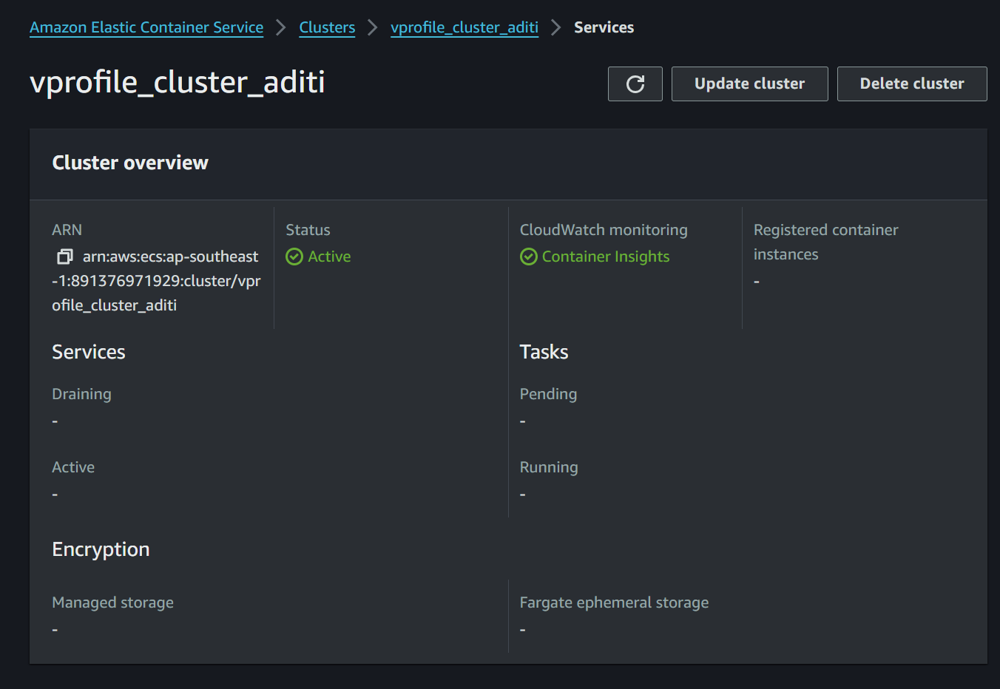 Amazon Elastic Container Service > Clusters > vprofile_cluster_aditi > Services
vprofile_cluster_aditi
Update cluster
Delete cluster
Cluster overview
ARN
arn:aws:ecs:ap-southeast
-1:891376971929:cluster/vpr
ofile_cluster_aditi
Status
Active
CloudWatch monitoring
Container Insights
Registered container
instances
-
Services
Draining
-
Active
-
Tasks
Pending
-
Running
-
Encryption
Managed storage
-
Fargate ephemeral storage
-